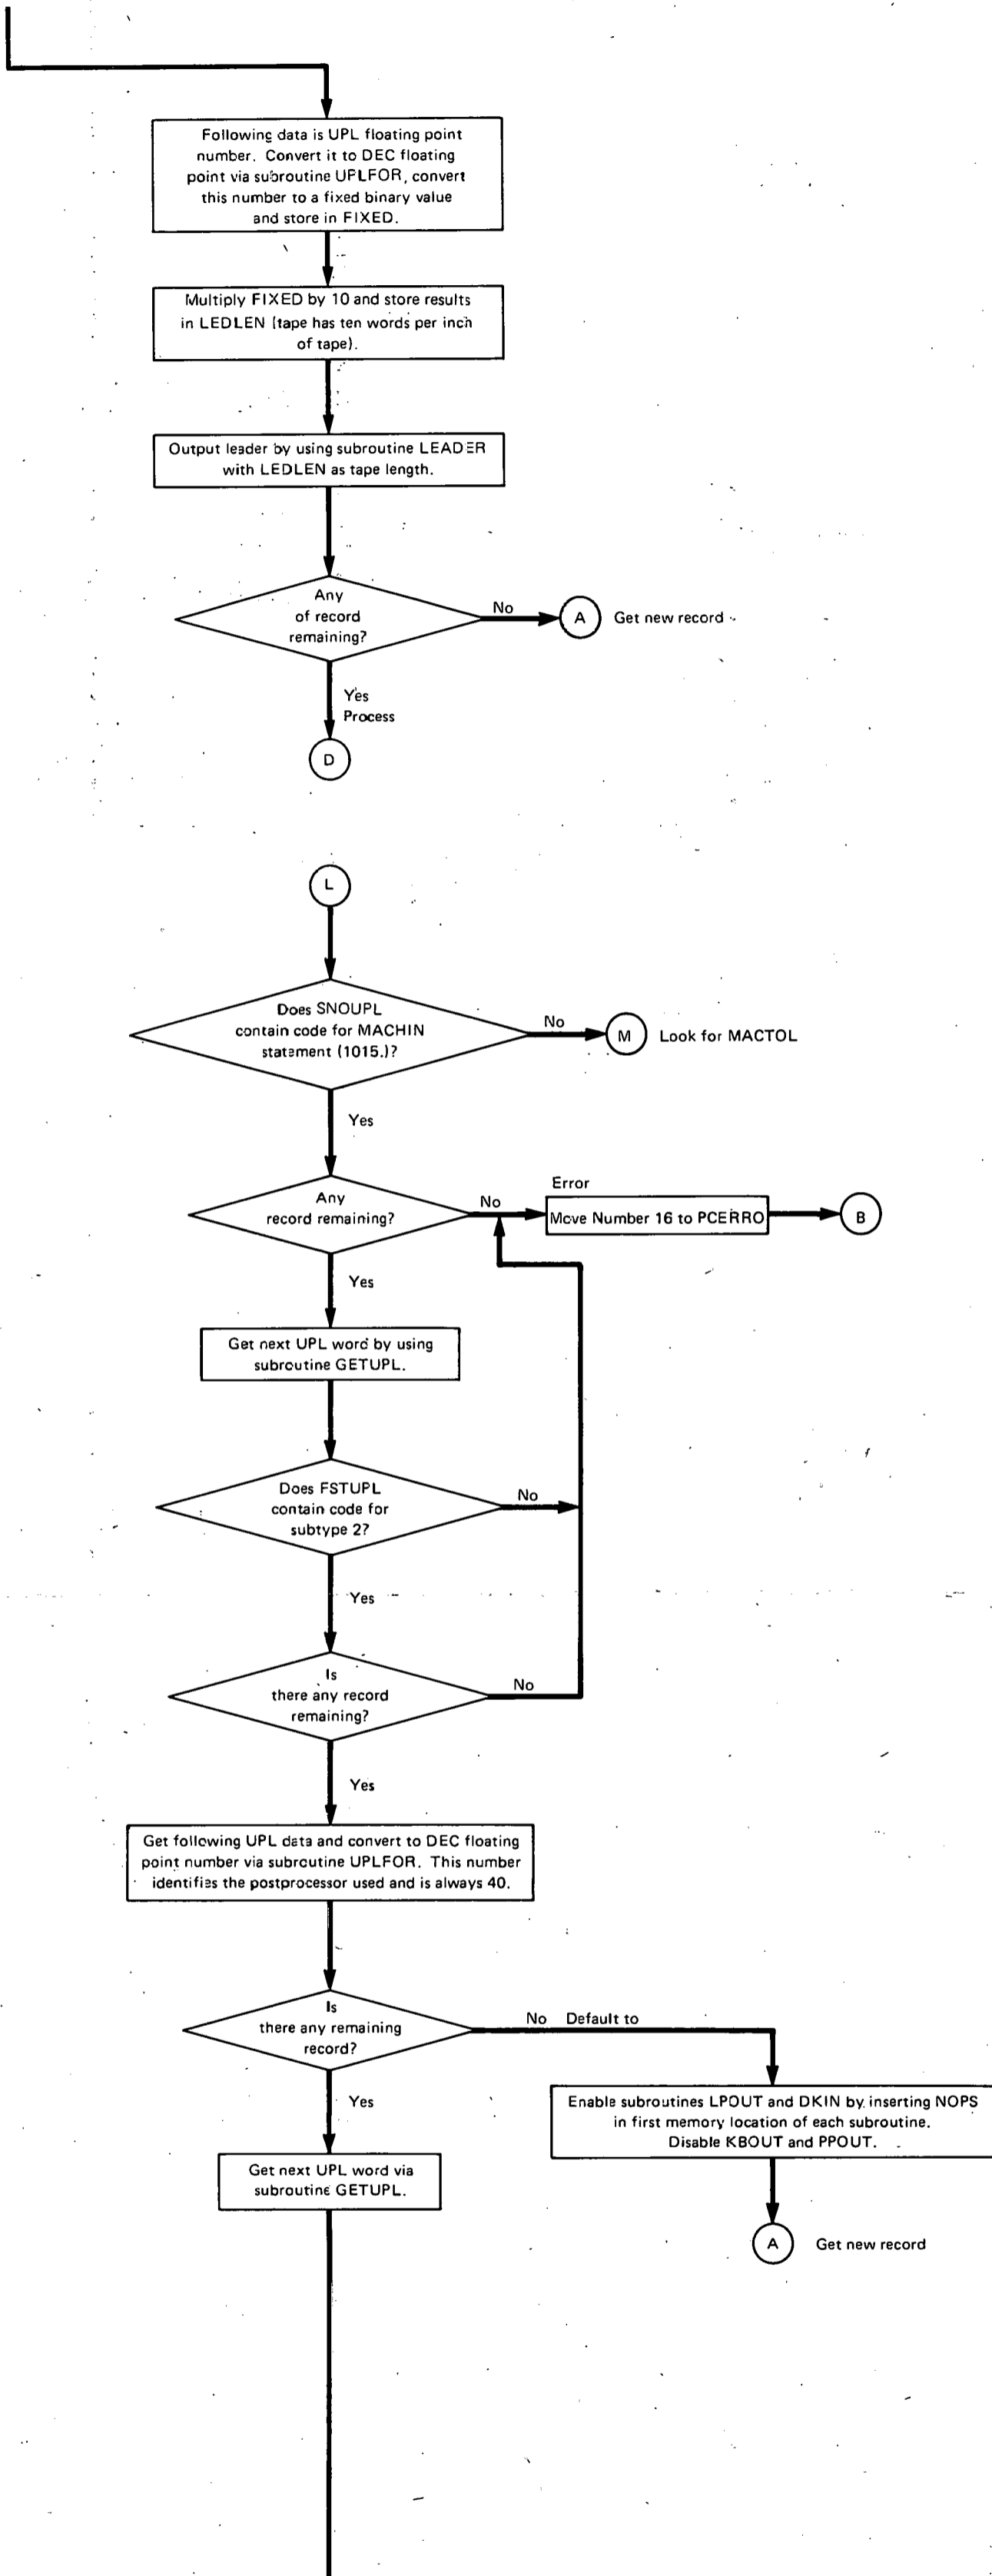 Following data is UPL floating point
number. Convert it to DEC floating
point via subroutine UPLFOR, convert
this number to a fixed binary value
and store in FIXED.
Multiply FIXED by 10 and store results
in LEDLEN (tape has ten words per inch
of tape).
Output leader by using subroutine LEADER
with LEDLEN as tape length.
Any
of record
remaining?
No
A
Get new record
Yes
Process
D
L
Does SNOUPL
contain code for MACHIN
statement (1015.)?
No
M
Look for MACTOL
Yes
Any
record remaining?
No
Error
Move Number 16 to PCERRO
B
Yes
Get next UPL word by using
subroutine GETUPL.
Does FSTUPL
contain code for
subtype 2?
No
Yes
Is
there any record
remaining?
No
Yes
Get following UPL data and convert to DEC floating
point number via subroutine UPLFOR. This number
identifies the postprocessor used and is always 40.
Is
there any remaining
record?
No Default to
Yes
Enable subroutines LPOUT and DKIN by inserting NOPS
in first memory location of each subroutine.
Disable KBOUT and PPOUT.
Get next UPL word via
subroutine GETUPL.
A
Get new record